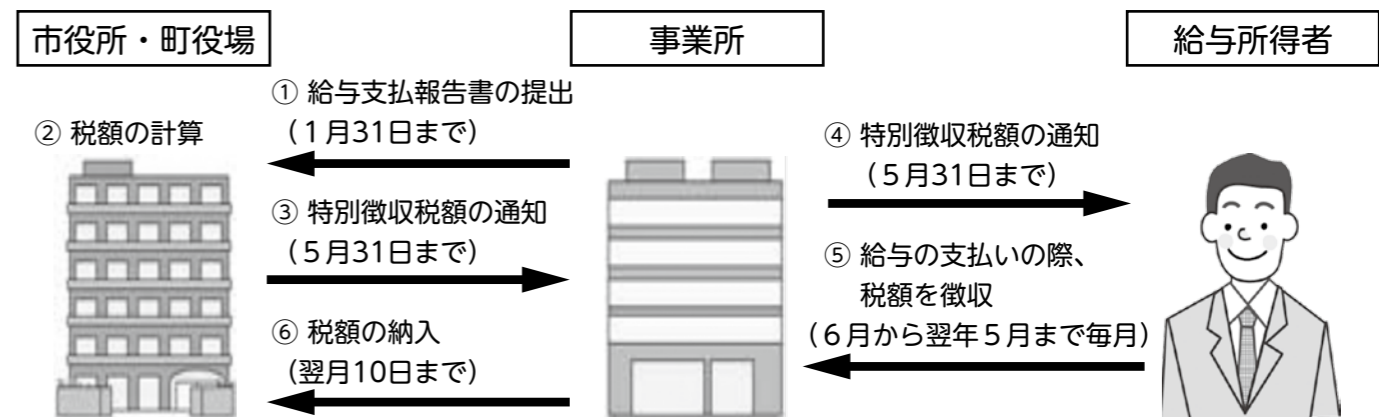 市役所・町役場
事業所
給与所得者
① 給与支払報告書の提出
(1月31日まで)
② 税額の計算
③ 特別徴収税額の通知
(5月31日まで)
④ 特別徴収税額の通知
(5月31日まで)
⑤ 給与の支払いの際、
税額を徴収
(6月から翌年5月まで毎月)
⑥ 税額の納入
(翌月10日まで)